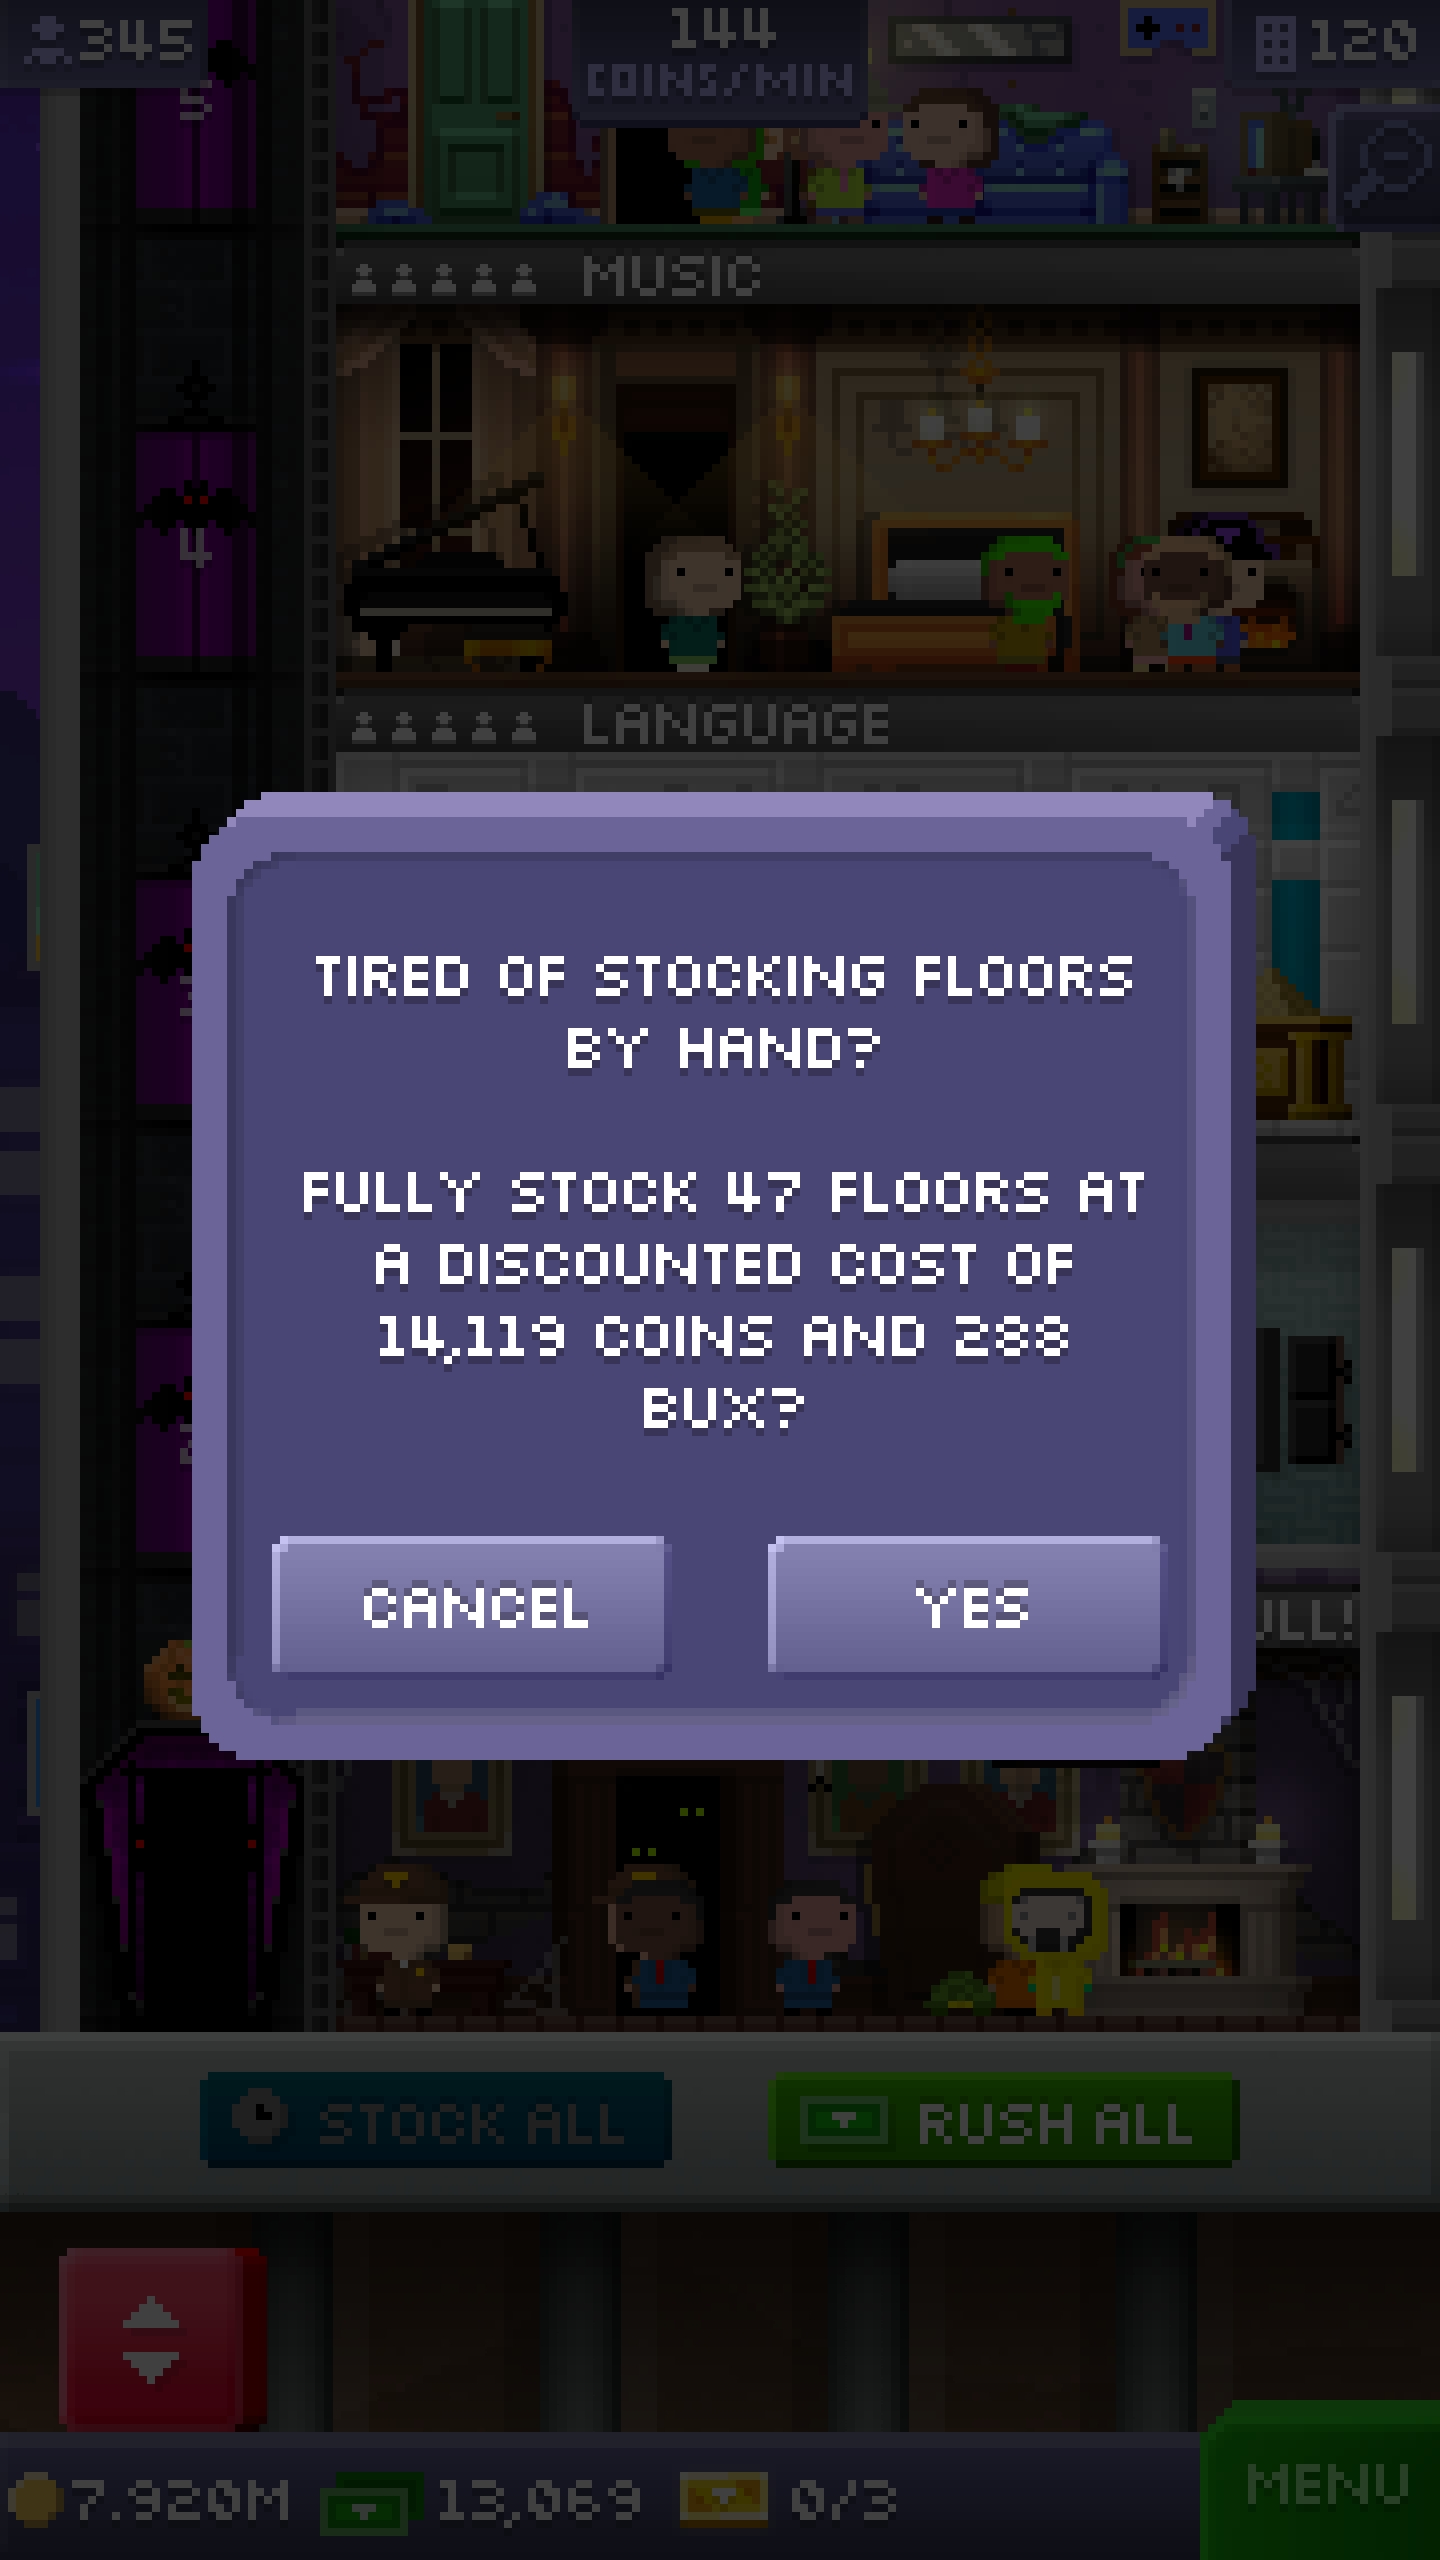 345
144
COINS/MIN
120
5
MUSIC
4
LANGUAGE
TIRED OF STOCKING FLOORS
BY HAND?
FULLY STOCK 47 FLOORS AT
A DISCOUNTED COST OF
14,119 COINS AND 288
BUX?
CANCEL
YES
STOCK ALL
RUSH ALL
7.920M
13,069
0/3
MENU